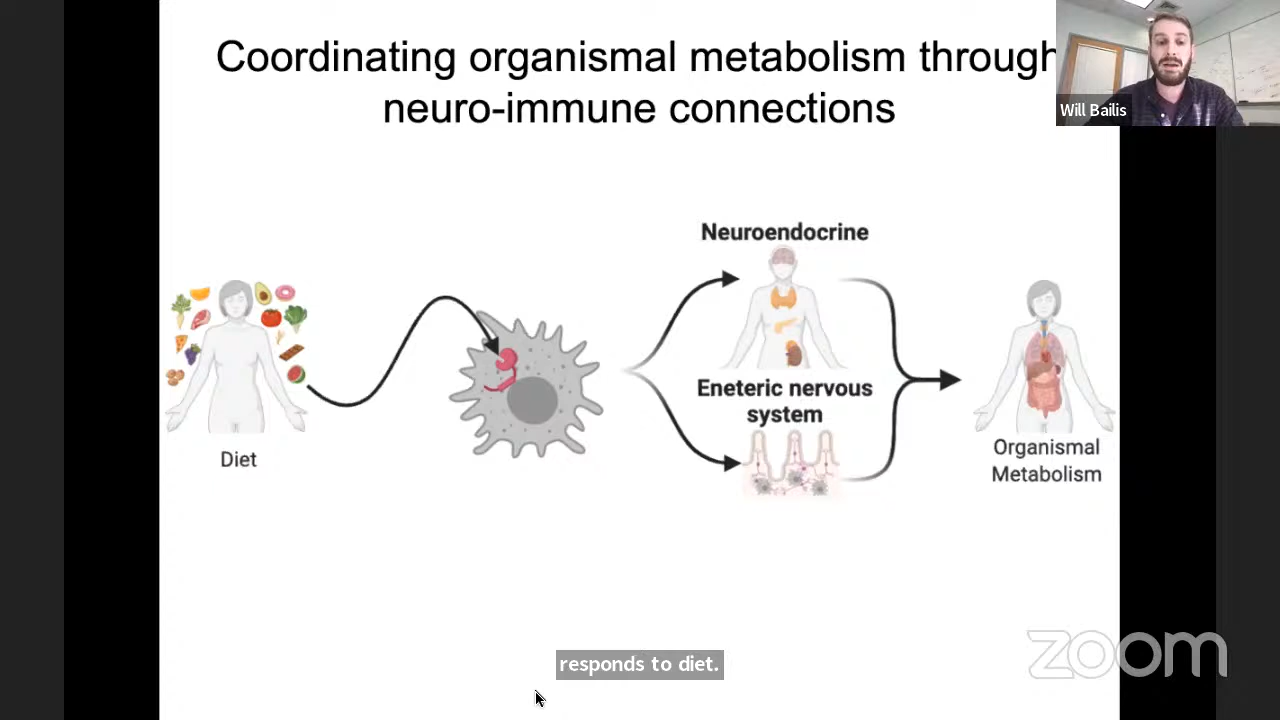 Coordinating organismal metabolism through
neuro-immune connections
Will Bailis
Neuroendocrine
Eneteric nervous
system
Diet
Organismal
Metabolism
responds to diet.
zoom